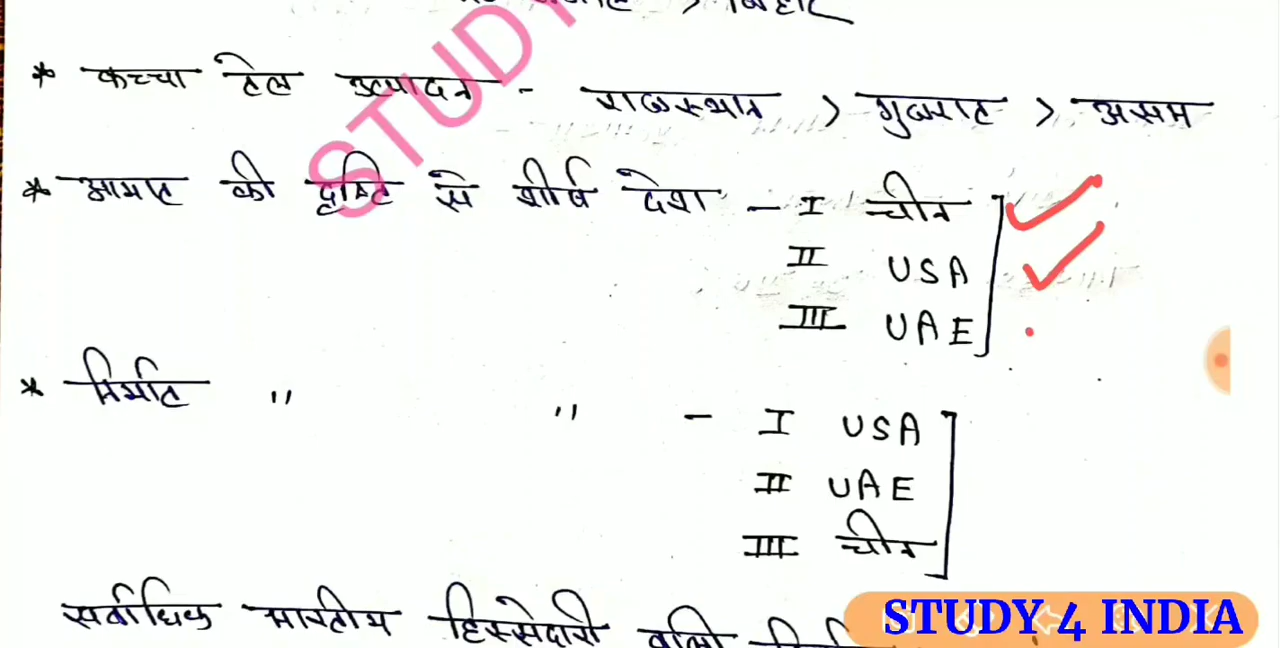 > बिहार
* कच्चा तेल उत्पादन - राजस्थान > गुजरात > असम
* आयात की दृष्टि से शीर्ष देश - I चीन
II USA
III UAE
* निर्यात " " - I USA
II UAE
III चीन
सर्वाधिक भारतीय हिस्सेदारी वाली
STUDY
STUDY 4 INDIA